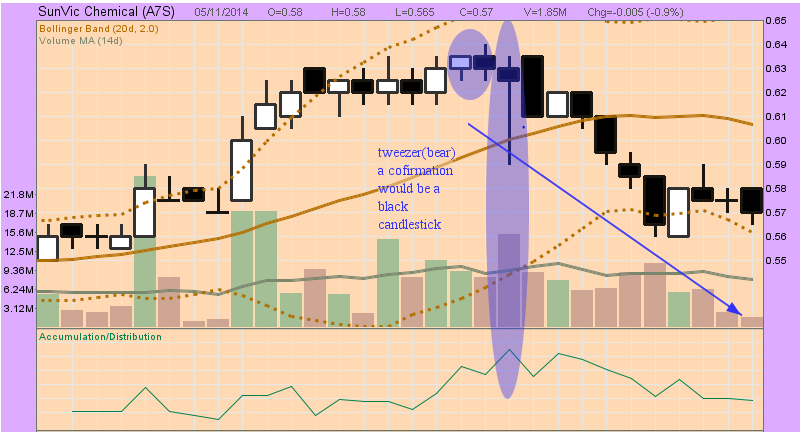 SunVic Chemical (A7S) 05/11/2014 O=0.58 H=0.58 L=0.565 C=0.57 V=1.85M Chg=-0.005 (-0.9%)
Bollinger Band (20d, 2.0)
Volume MA (14d)
0.65
0.64
0.63
0.62
0.61
0.60
0.59
0.58
0.57
0.56
0.55
tweezer(bear)
a cofirmation
would be a
black
candlestick
21.8M
18.7M
15.6M
12.5M
9.36M
6.24M
3.12M
Accumulation/Distribution